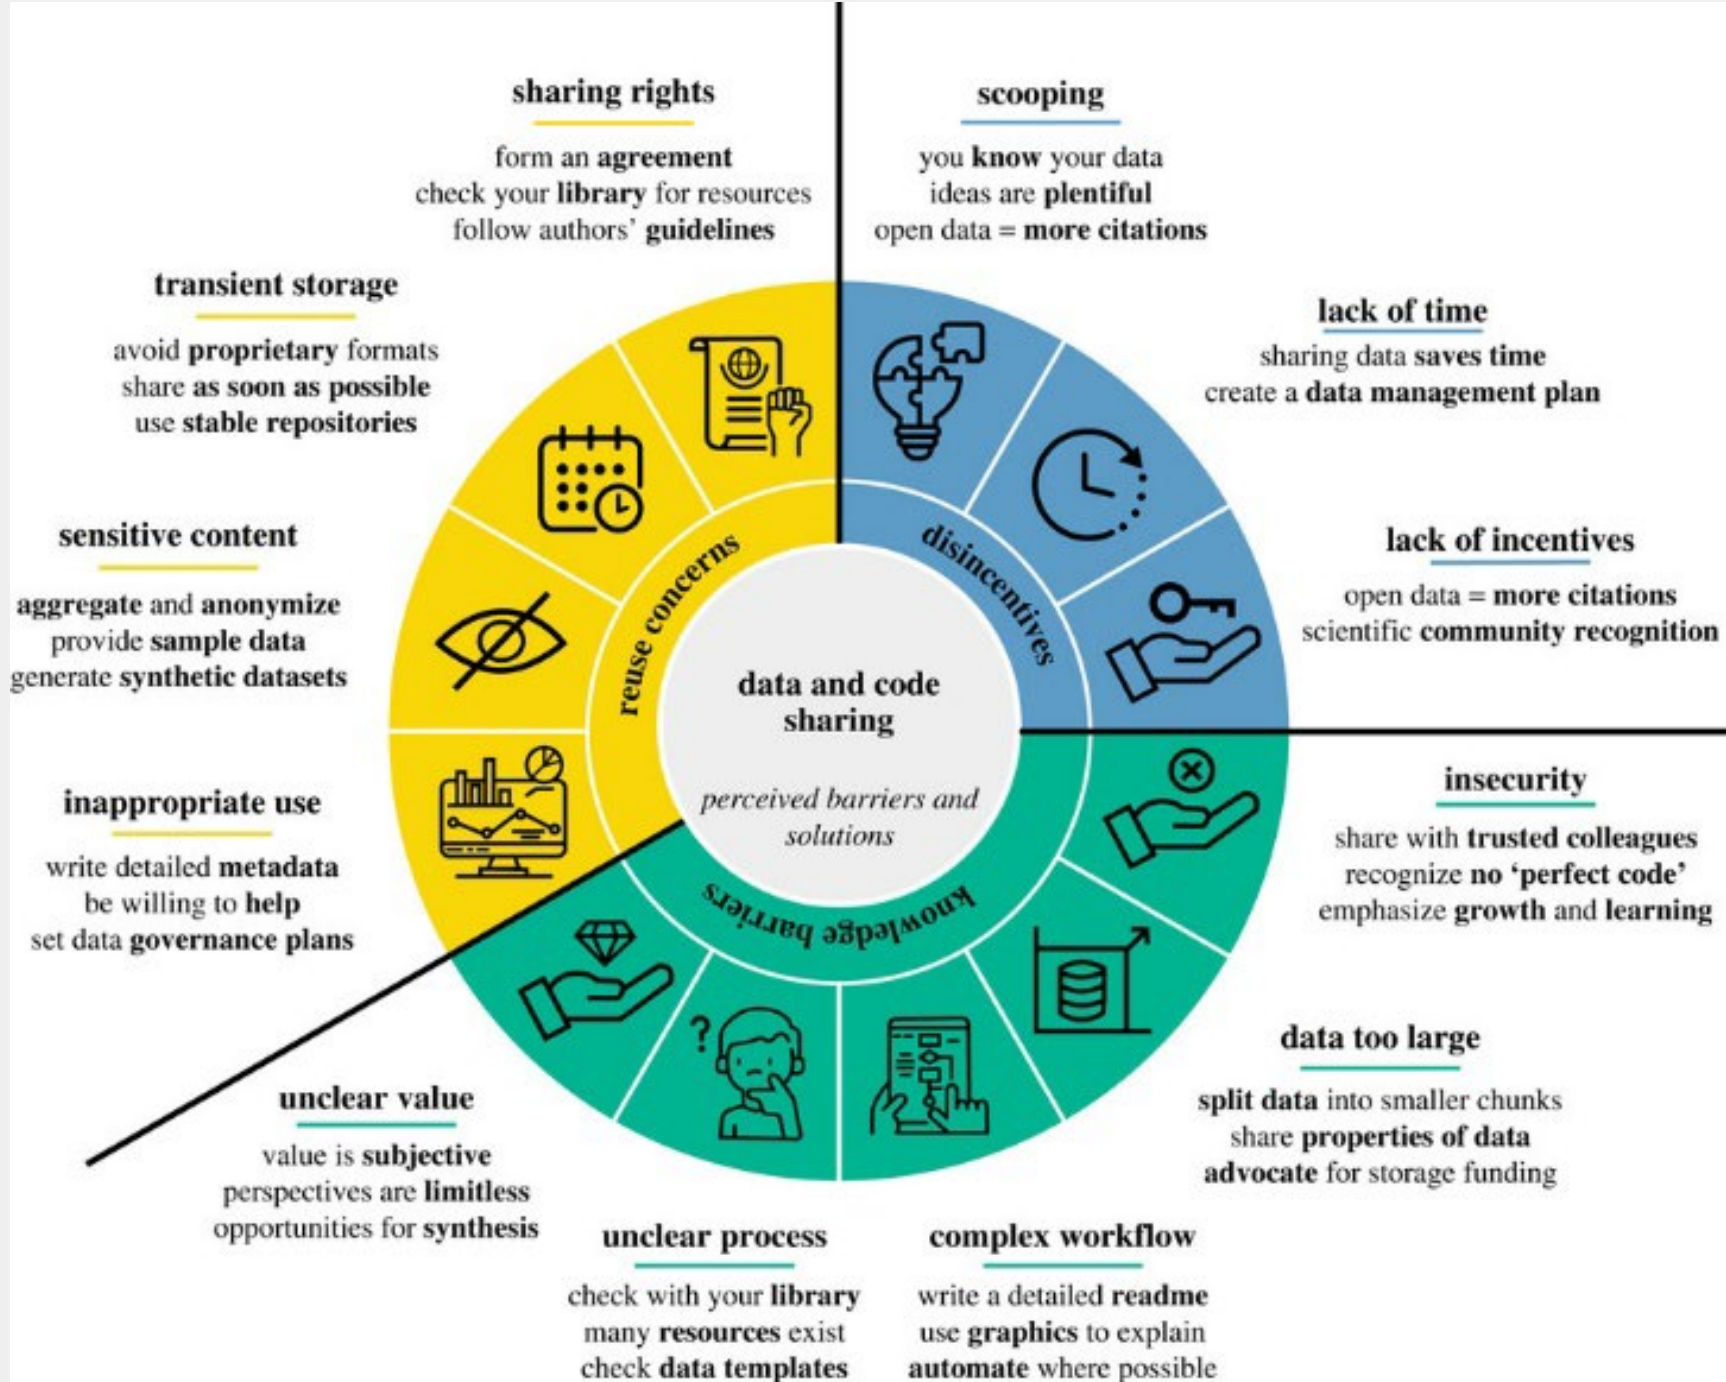 sharing rights
form an agreement
check your library for resources
follow authors’ guidelines
scooping
you know your data
ideas are plentiful
open data = more citations
transient storage
avoid proprietary formats
share as soon as possible
use stable repositories
lack of time
sharing data saves time
create a data management plan
sensitive content
aggregate and anonymize
provide sample data
generate synthetic datasets
lack of incentives
open data = more citations
scientific community recognition
reuse concerns
disincentives
data and code
sharing
perceived barriers and
solutions
knowledge barriers
inappropriate use
write detailed metadata
be willing to help
set data governance plans
insecurity
share with trusted colleagues
recognize no ‘perfect code’
emphasize growth and learning
?
data too large
split data into smaller chunks
share properties of data
advocate for storage funding
unclear value
value is subjective
perspectives are limitless
opportunities for synthesis
unclear process
check with your library
many resources exist
check data templates
complex workflow
write a detailed readme
use graphics to explain
automate where possible